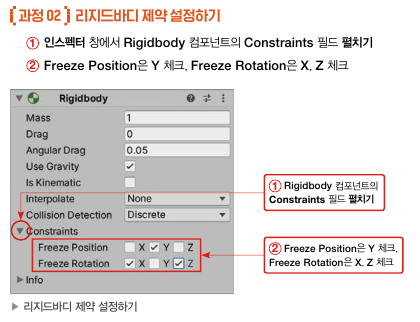 [과정 02] 리지드바디 제약 설정하기
① 인스펙터 창에서 Rigidbody 컴포넌트의 Constraints 필드 펼치기
② Freeze Position은 Y 체크, Freeze Rotation은 X, Z 체크
Rigidbody
Mass 1
Drag 0
Angular Drag 0.05
Use Gravity
Is Kinematic
Interpolate None
Collision Detection Discrete
Constraints
Freeze Position X Y Z
Freeze Rotation X Y Z
Info
① Rigidbody 컴포넌트의
Constraints 필드 펼치기
② Freeze Position은 Y 체크,
Freeze Rotation은 X, Z 체크
▶ 리지드바디 제약 설정하기